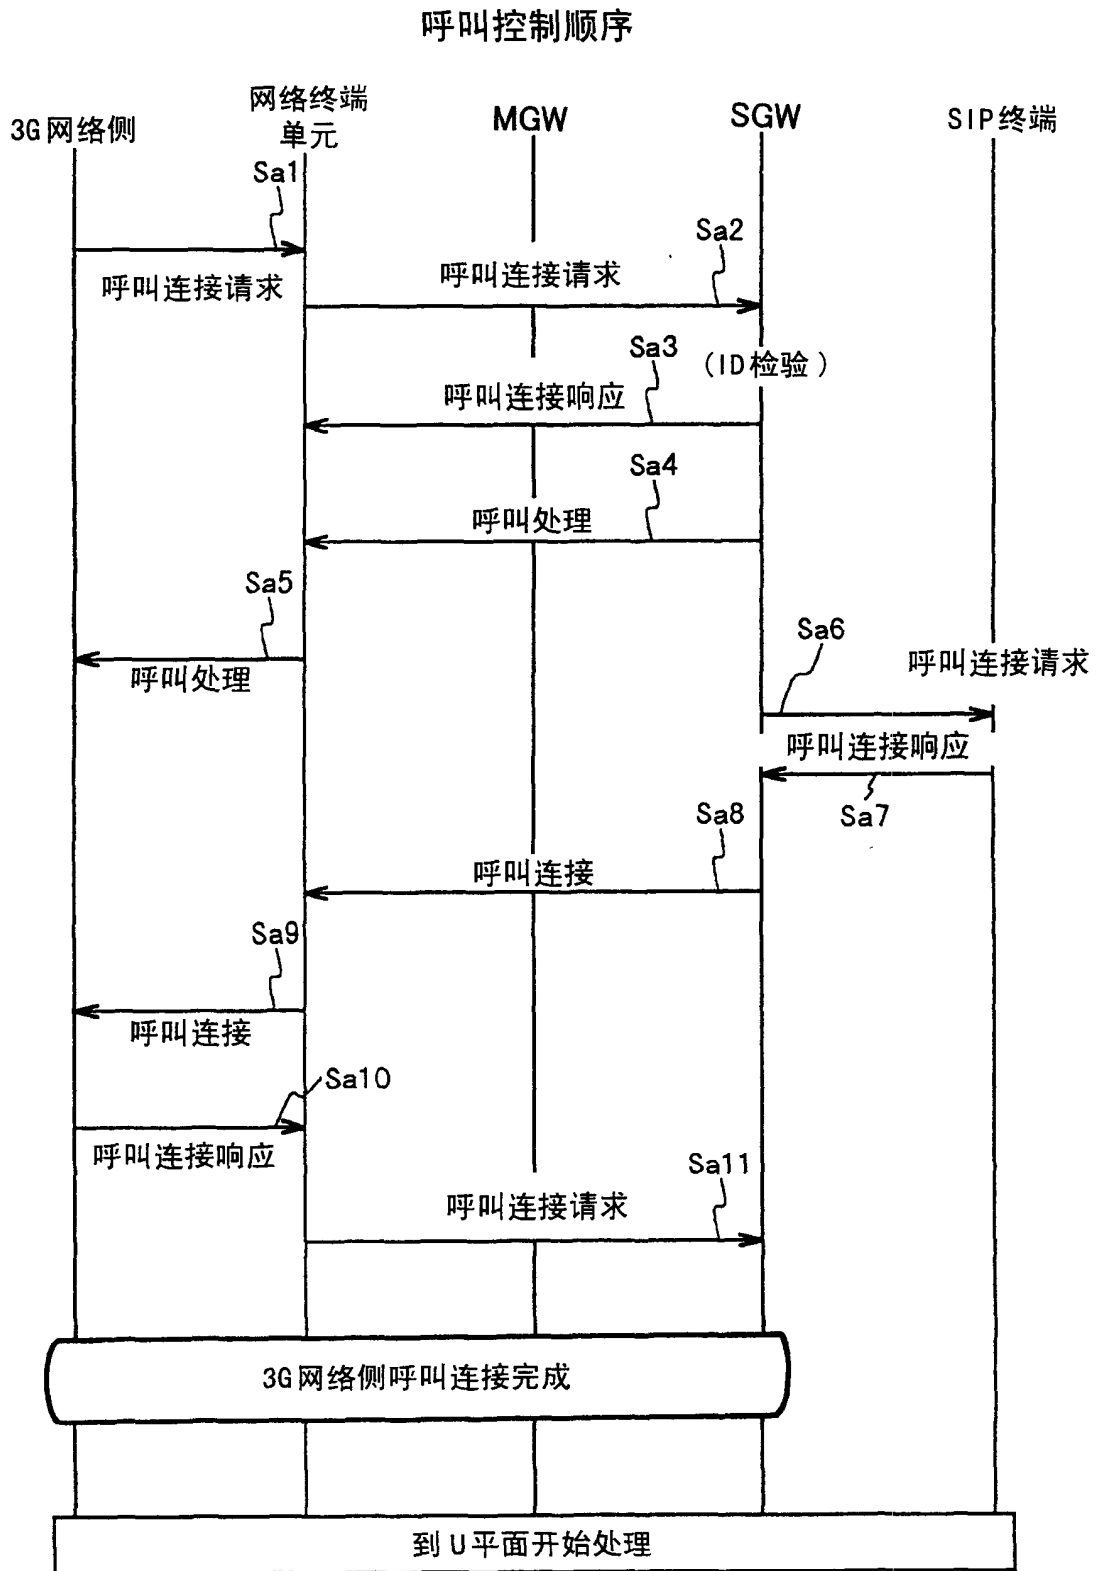 呼叫控制顺序
3G网络侧
网络终端
单元
MGW
SGW
SIP终端
Sa1
呼叫连接请求
Sa2
呼叫连接请求
Sa3
(ID检验)
呼叫连接响应
Sa4
呼叫处理
Sa5
呼叫处理
Sa6
呼叫连接请求
呼叫连接响应
Sa7
Sa8
呼叫连接
Sa9
呼叫连接
Sa10
呼叫连接响应
Sa11
呼叫连接请求
3G网络侧呼叫连接完成
到U平面开始处理